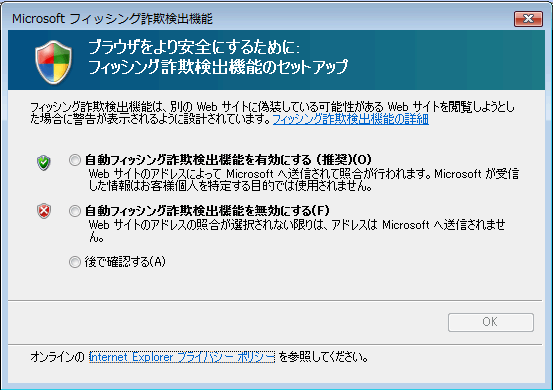 Microsoft フィッシング詐欺検出機能
ブラウザをより安全にするために:
フィッシング詐欺検出機能のセットアップ
フィッシング詐欺検出機能は、別の Web サイトに偽装している可能性がある Web サイトを閲覧しようとし
た場合に警告が表示されるように設計されています。フィッシング詐欺検出機能の詳細
自動フィッシング詐欺検出機能を有効にする (推奨)(O)
Web サイトのアドレスによって Microsoft へ送信されて照合が行われます。Microsoft が受信
した情報はお客様個人を特定する目的では使用されません。
自動フィッシング詐欺検出機能を無効にする(F)
Web サイトのアドレスの照合が選択されない限りは、アドレスは Microsoft へ送信されませ
ん。
後で確認する(A)
OK
オンラインの Internet Explorer プライバシー ポリシー を参照してください。